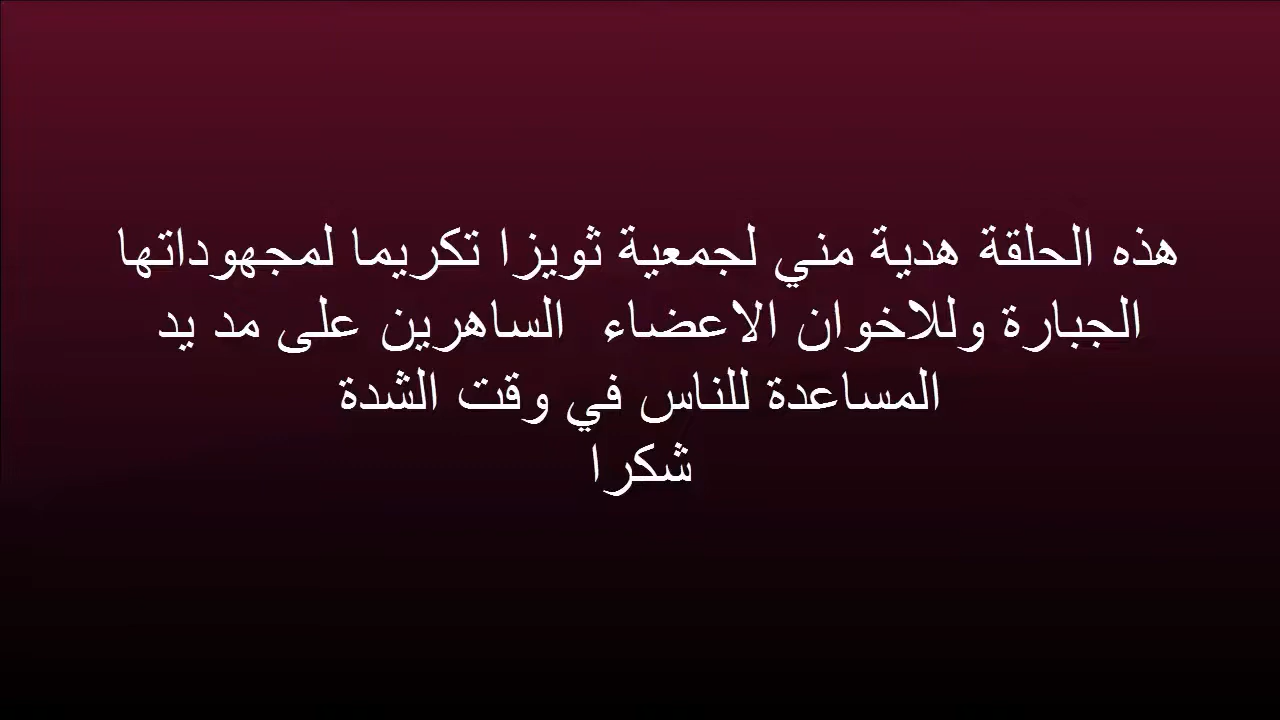 هذه الحلقة هدية مني لجمعية ثويزا تكريما لمجهوداتها
الجبارة وللاخوان الاعضاء الساهرين على مد يد
المساعدة للناس في وقت الشدة
شكرا